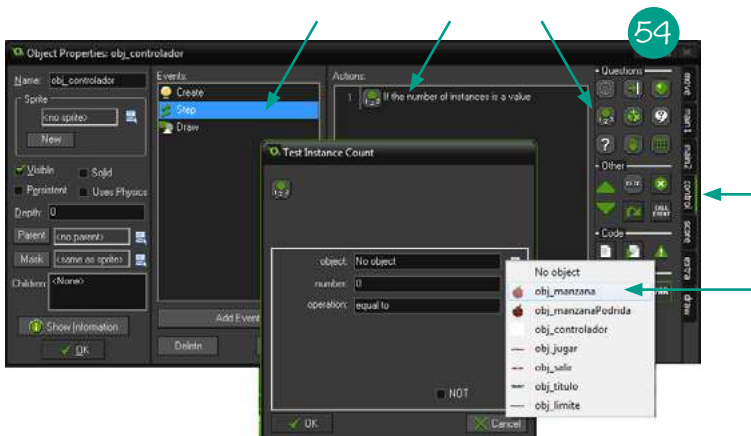 54
Object Properties: obj_controlador
Name: obj_controlador
Sprite
<no sprite>
New
Visible
Solid
Persistent
Uses Physics
Depth: 0
Parent <no parent>
Mask <same as sprite>
Children: <None>
Show Information
OK
Events:
Create
Step
Draw
Add Event
Delete
Actions:
1 If the number of instances is a value
Questions
Other
EXIT
CALL EVENT
Code
move
main1
main2
control
score
extra
draw
Test Instance Count
object: No object
number: 0
operation: equal to
NOT
OK
Cancel
No object
obj_manzana
obj_manzanaPodrida
obj_controlador
obj_jugar
obj_salir
obj_titulo
obj_limite